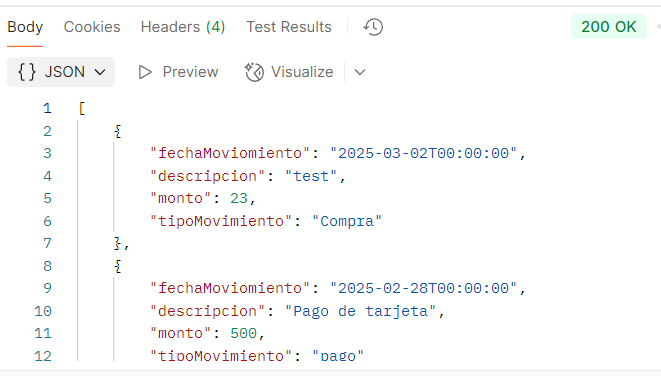 Body Cookies Headers (4) Test Results 200 OK
{} JSON Preview Visualize
1 [
2 {
3 "fechaMoviomiento": "2025-03-02T00:00:00",
4 "descripcion": "test",
5 "monto": 23,
6 "tipoMovimiento": "Compra"
7 },
8 {
9 "fechaMoviomiento": "2025-02-28T00:00:00",
10 "descripcion": "Pago de tarjeta",
11 "monto": 500,
12 "tipoMovimiento": "pago"